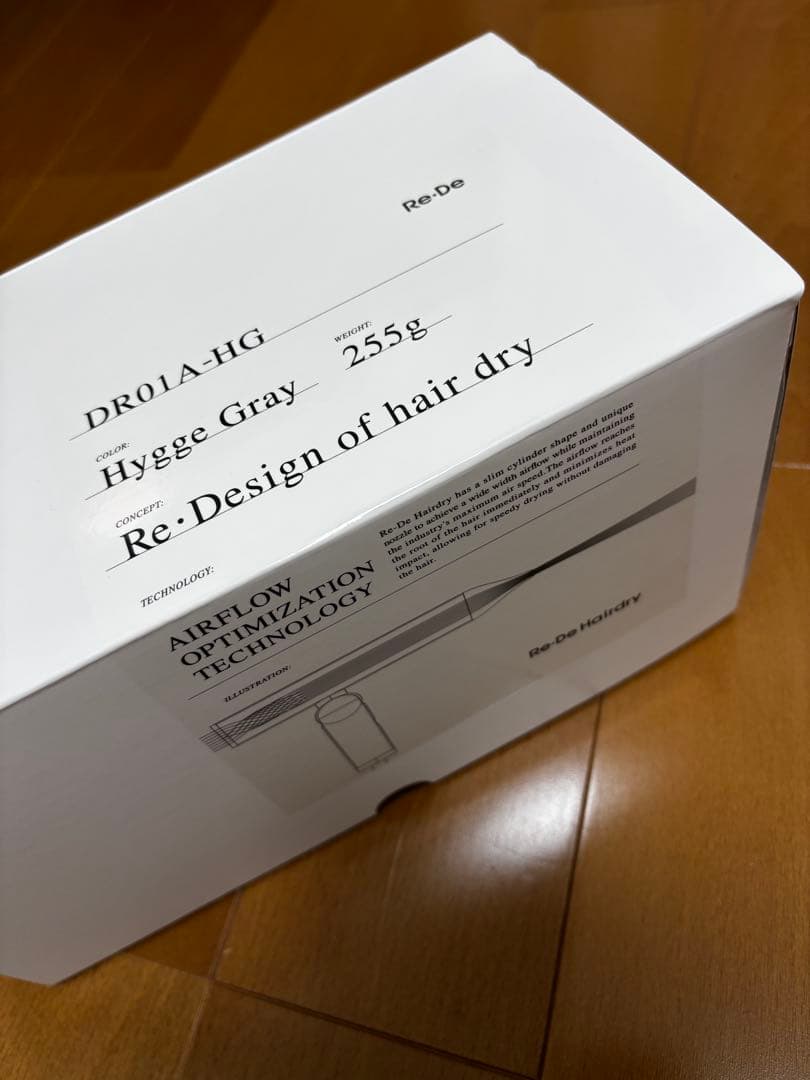 Re·De
DR01A-HG
WEIGHT:
255g
COLOR:
Hygge Gray
CONCEPT:
Re·Design of hair dry
TECHNOLOGY:
AIRFLOW
OPTIMIZATION
TECHNOLOGY
Re·De Hairdry has a slim cylinder shape and unique
nozzle to achieve a wide width airflow while maintaining
the industry's maximum air speed.The airflow reaches
the root of the hair immediately and minimizes heat
impact, allowing for speedy drying without damaging
the hair.
ILLUSTRATION:
Re·De Hairdry